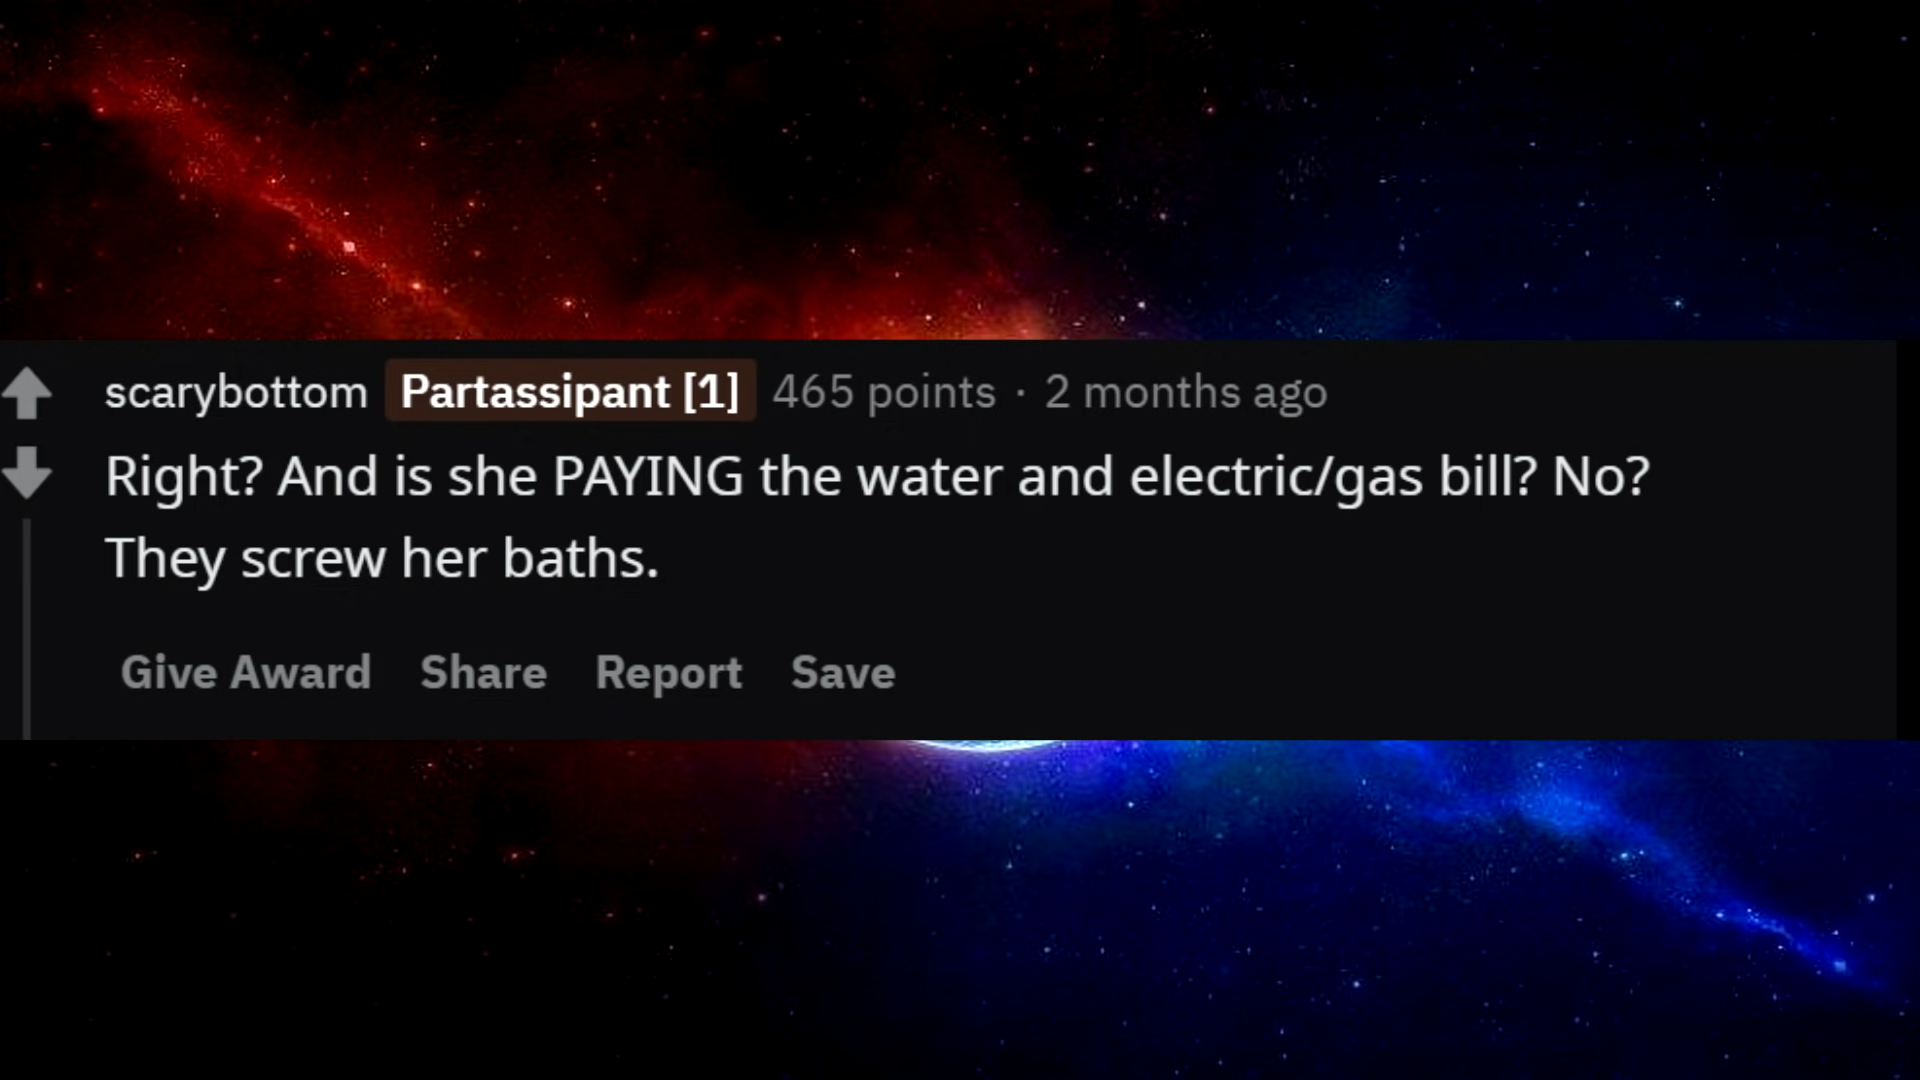 scarybottom Partassipant [1] 465 points · 2 months ago
Right? And is she PAYING the water and electric/gas bill? No?
They screw her baths.
Give Award Share Report Save